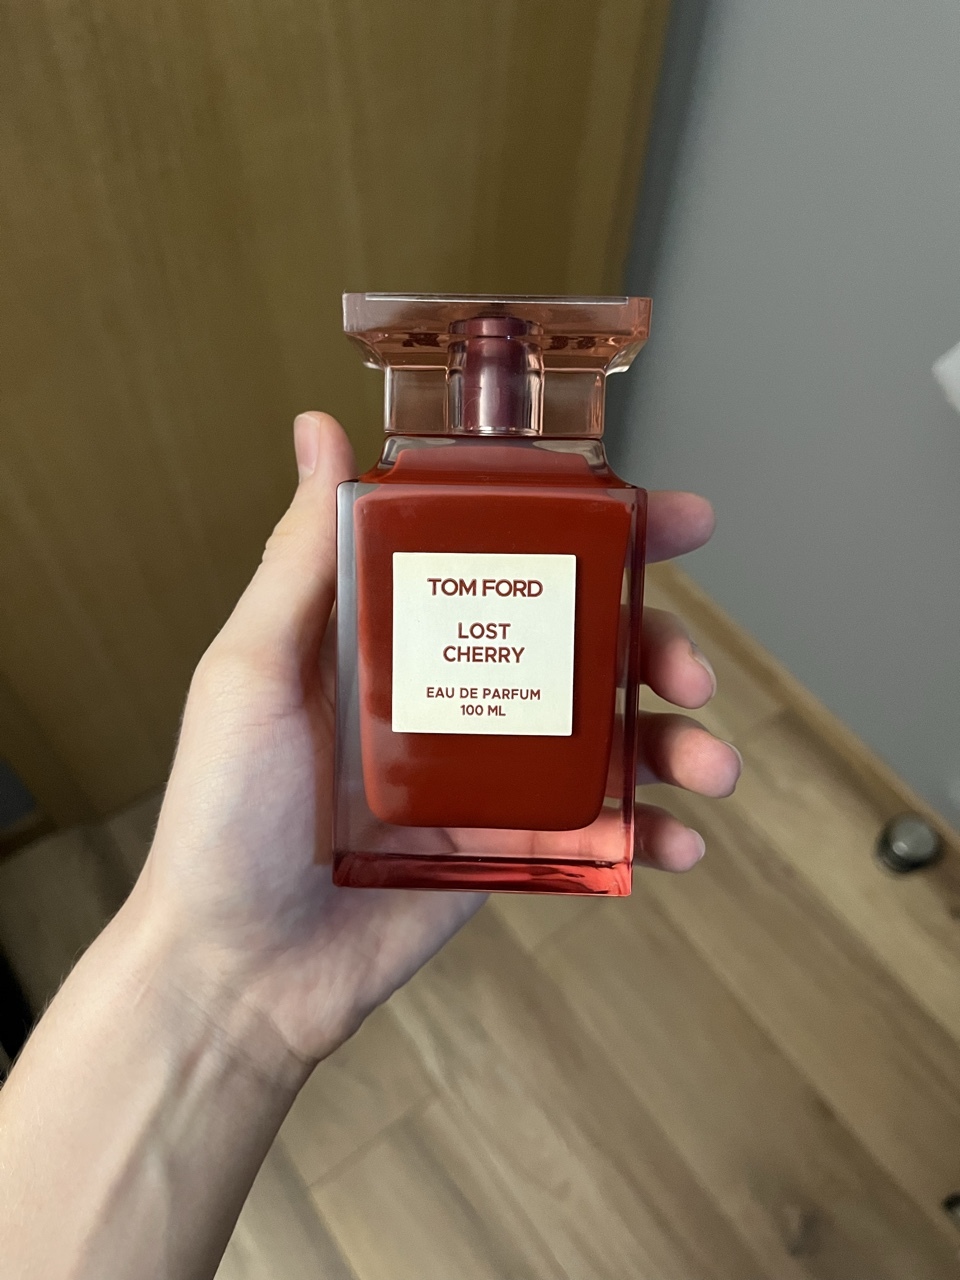 TOM FORD
LOST
CHERRY
EAU DE PARFUM
100 ML